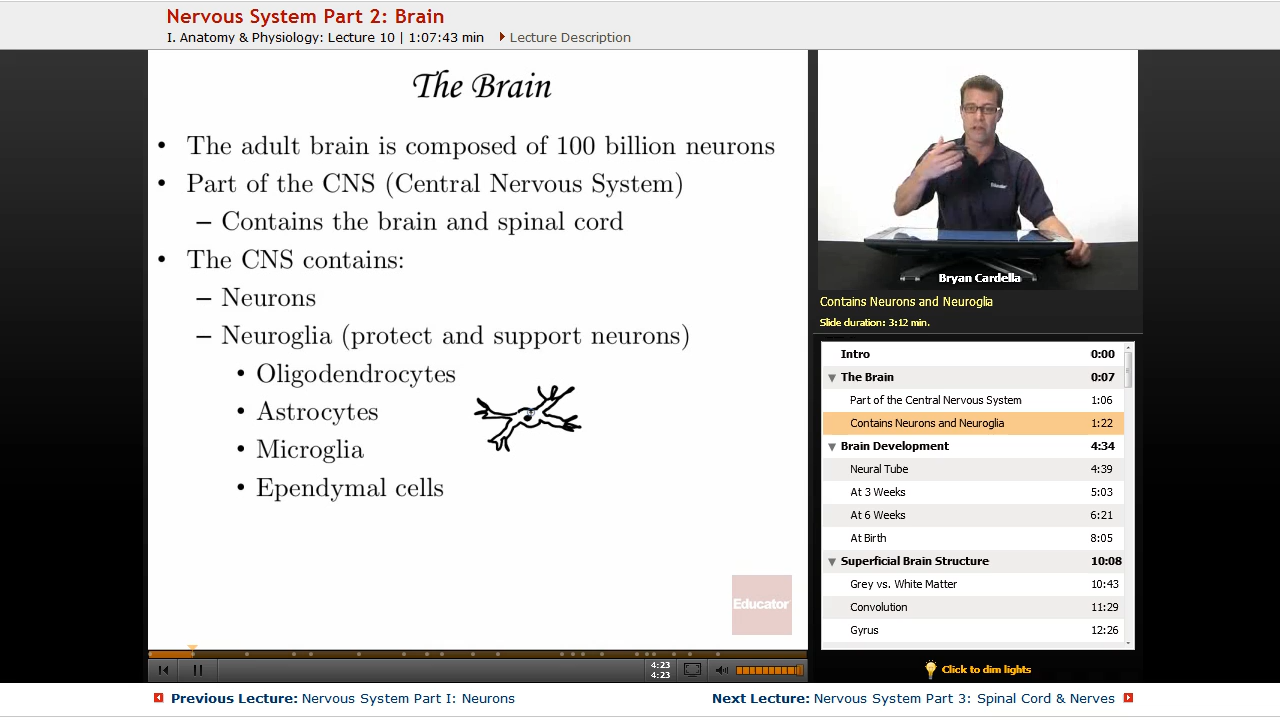 Nervous System Part 2: Brain
I. Anatomy & Physiology: Lecture 10 | 1:07:43 min
Lecture Description
The Brain
• The adult brain is composed of 100 billion neurons
• Part of the CNS (Central Nervous System)
– Contains the brain and spinal cord
• The CNS contains:
– Neurons
– Neuroglia (protect and support neurons)
• Oligodendrocytes
• Astrocytes
• Microglia
• Ependymal cells
Educator
4:23
4:23
Educator
Bryan Cardella
Contains Neurons and Neuroglia
Slide duration: 3:12 min.
Intro 0:00
The Brain 0:07
Part of the Central Nervous System 1:06
Contains Neurons and Neuroglia 1:22
Brain Development 4:34
Neural Tube 4:39
At 3 Weeks 5:03
At 6 Weeks 6:21
At Birth 8:05
Superficial Brain Structure 10:08
Grey vs. White Matter 10:43
Convolution 11:29
Gyrus 12:26
Click to dim lights
Previous Lecture: Nervous System Part I: Neurons
Next Lecture: Nervous System Part 3: Spinal Cord & Nerves